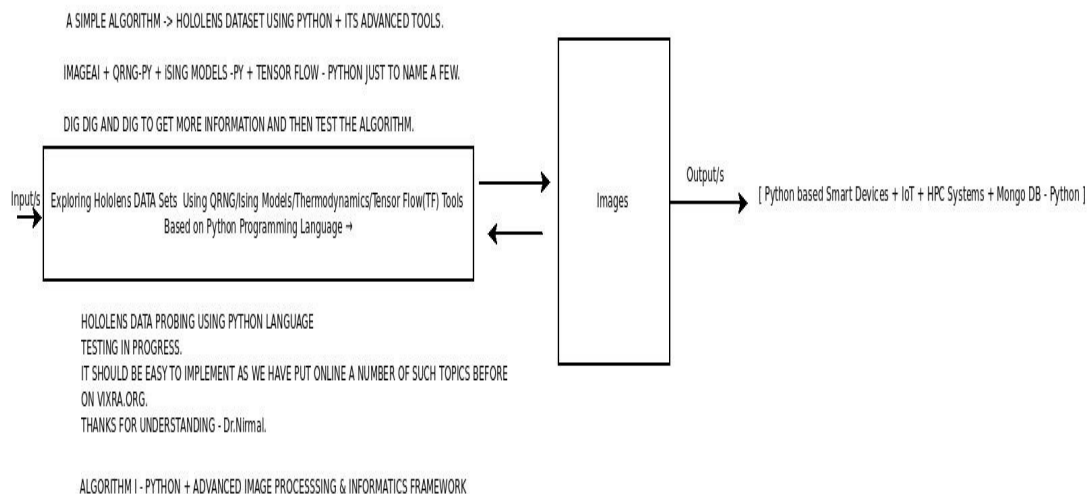 A SIMPLE ALGORITHM -> HOLOLENS DATASET USING PYTHON + ITS ADVANCED TOOLS.
IMAGEAI + QRNG-PY + ISING MODELS -PY + TENSOR FLOW - PYTHON JUST TO NAME A FEW.
DIG DIG AND DIG TO GET MORE INFORMATION AND THEN TEST THE ALGORITHM.
Input/s
Exploring Hololens DATA Sets Using QRNG/Ising Models/Thermodynamics/Tensor Flow(TF) Tools
Based on Python Programming Language →
Images
Output/s
[ Python based Smart Devices + IoT + HPC Systems + Mongo DB - Python ]
HOLOLENS DATA PROBING USING PYTHON LANGUAGE
TESTING IN PROGRESS.
IT SHOULD BE EASY TO IMPLEMENT AS WE HAVE PUT ONLINE A NUMBER OF SUCH TOPICS BEFORE
ON VIXRA.ORG.
THANKS FOR UNDERSTANDING - Dr.Nirmal.
ALGORITHM I - PYTHON + ADVANCED IMAGE PROCESSSING & INFORMATICS FRAMEWORK